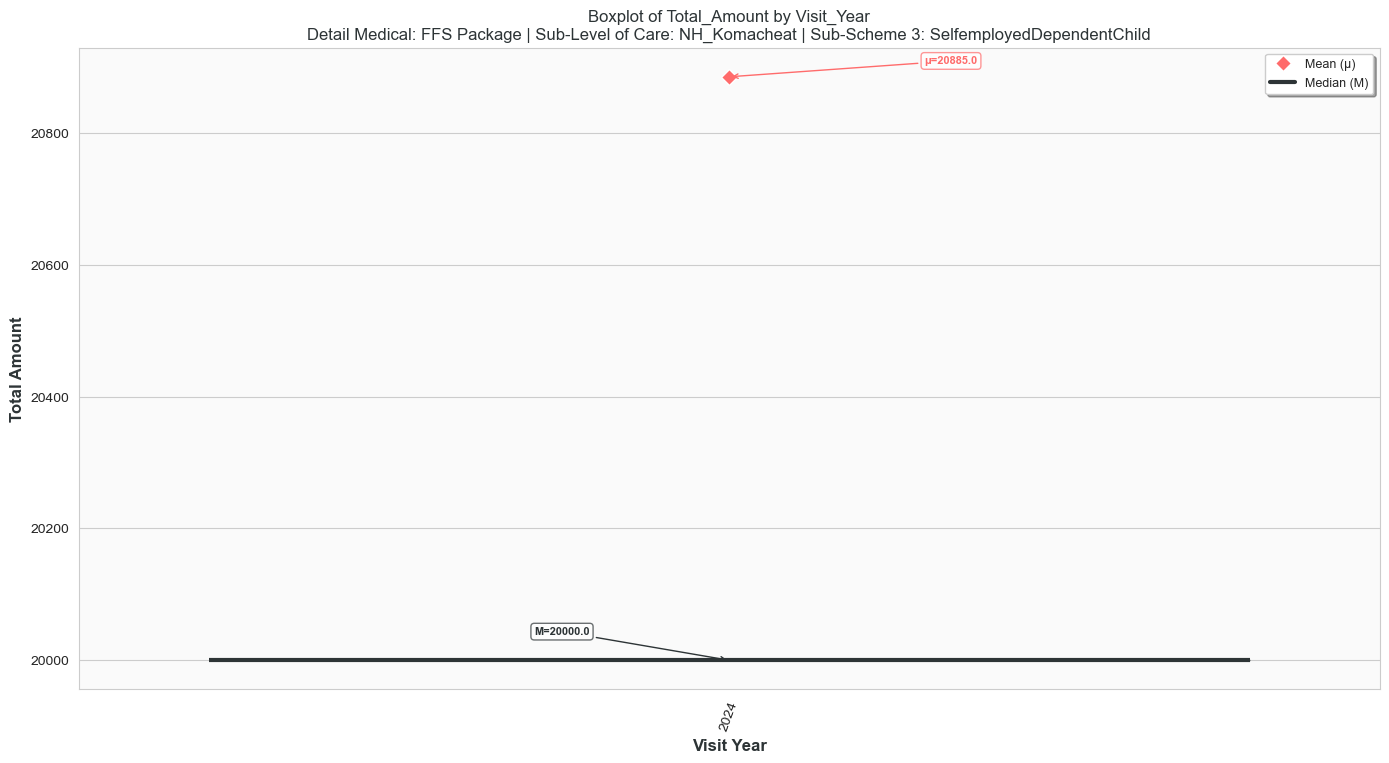 Boxplot of Total_Amount by Visit_Year
Detail Medical: FFS Package | Sub-Level of Care: NH_Komacheat | Sub-Scheme 3: SelfemployedDependentChild
μ=20885.0
Mean (μ)
Median (M)
20800
20600
20400
20200
20000
Total Amount
M=20000.0
2024
Visit Year